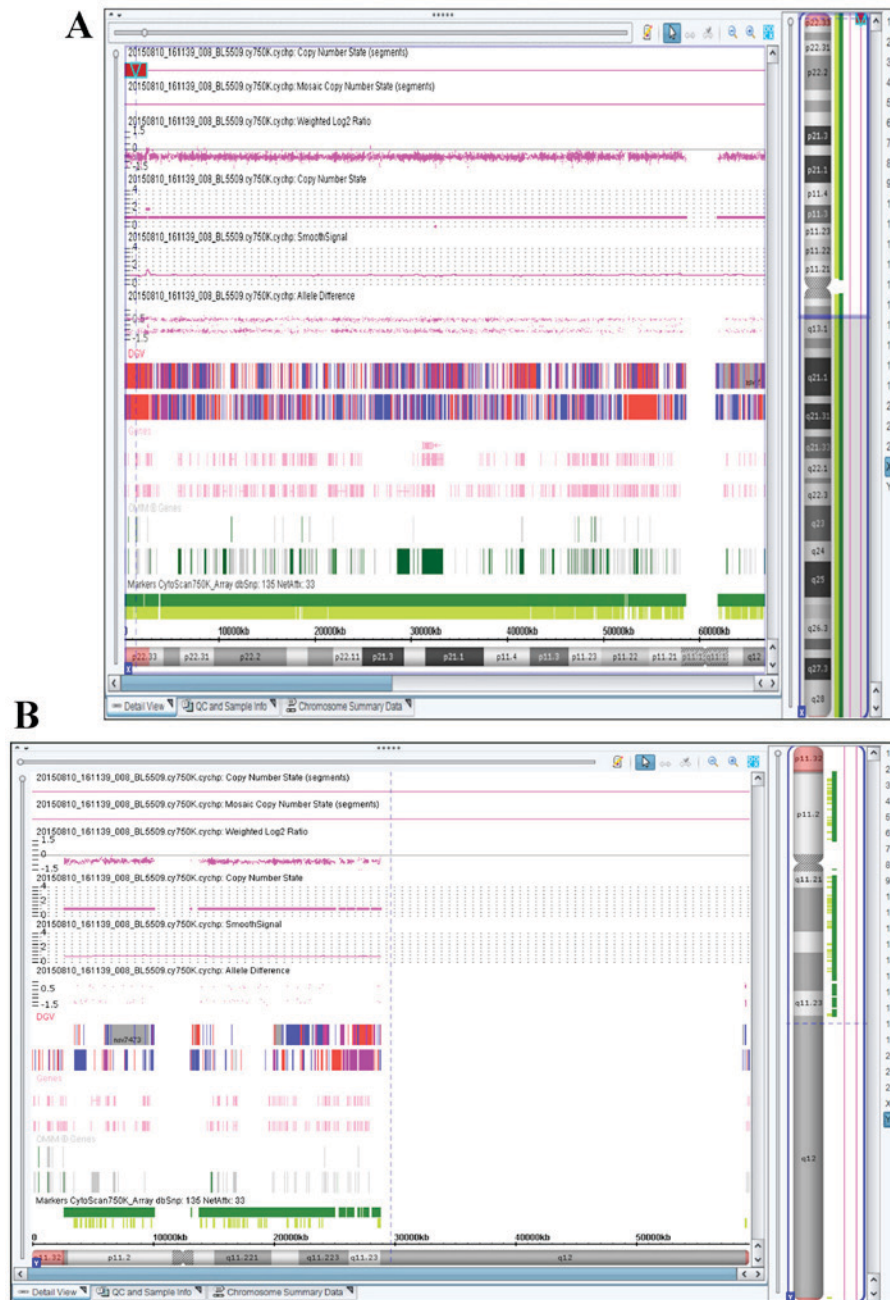 A
20150810_161139_008_BL5509.cy750K.cychp: Copy Number State (segments)
20150810_161139_008_BL5509.cy750K.cychp: Mosaic Copy Number State (segments)
20150810_161139_008_BL5509.cy750K.cychp: Weighted Log2 Ratio
1.5
0
-1.5
20150810_161139_008_BL5509.cy750K.cychp: Copy Number State
4
2
0
20150810_161139_008_BL5509.cy750K.cychp: SmoothSignal
4
2
0
20150810_161139_008_BL5509.cy750K.cychp: Allele Difference
-1.5
DGV
Genes
OMIM ® Genes
Markers CytoScan750K_Array dbSnp: 135 NetAffx: 33
0 10000kb 20000kb 30000kb 40000kb 50000kb 60000kb
p22.33 p22.31 p22.2 p22.11 p21.3 p21.1 p11.4 p11.3 p11.23 p11.22 p11.21 q12
X
Detail View QC and Sample Info Chromosome Summary Data
p22.33
p22.31
p22.2
p21.3
p21.1
p11.4
p11.3
p11.23
p11.22
p11.21
q13.1
q21.1
q21.31
q21.33
q22.1
q22.3
q23
q24
q25
q26.3
q27.3
q28
X
B
20150810_161139_008_BL5509.cy750K.cychp: Copy Number State (segments)
20150810_161139_008_BL5509.cy750K.cychp: Mosaic Copy Number State (segments)
20150810_161139_008_BL5509.cy750K.cychp: Weighted Log2 Ratio
1.5
0
-1.5
20150810_161139_008_BL5509.cy750K.cychp: Copy Number State
4
2
0
20150810_161139_008_BL5509.cy750K.cychp: SmoothSignal
4
2
0
20150810_161139_008_BL5509.cy750K.cychp: Allele Difference
0.5
-1.5
DGV
Genes
OMIM ® Genes
Markers CytoScan750K_Array dbSnp: 135 NetAffx: 33
0 10000kb 20000kb 30000kb 40000kb 50000kb
p11.2 q11.221 q11.223 q11.23 q12
Y
Detail View QC and Sample Info Chromosome Summary Data
p11.32
p11.2
q11.21
q11.23
q12
Y